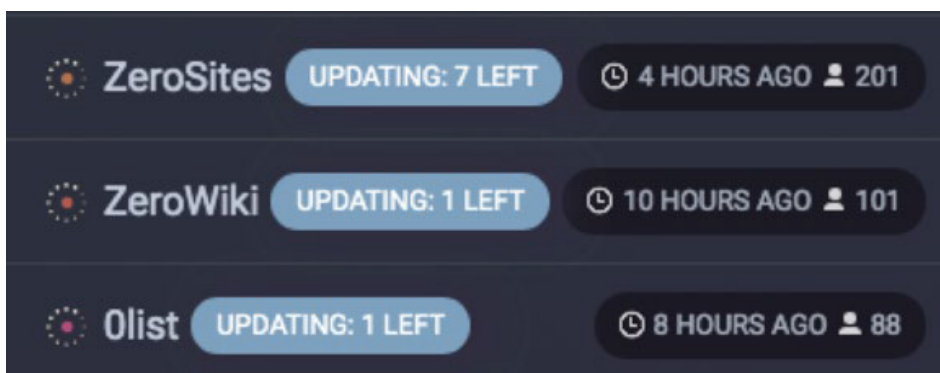 ZeroSites UPDATING: 7 LEFT 4 HOURS AGO 201
ZeroWiki UPDATING: 1 LEFT 10 HOURS AGO 101
0list UPDATING: 1 LEFT 8 HOURS AGO 88